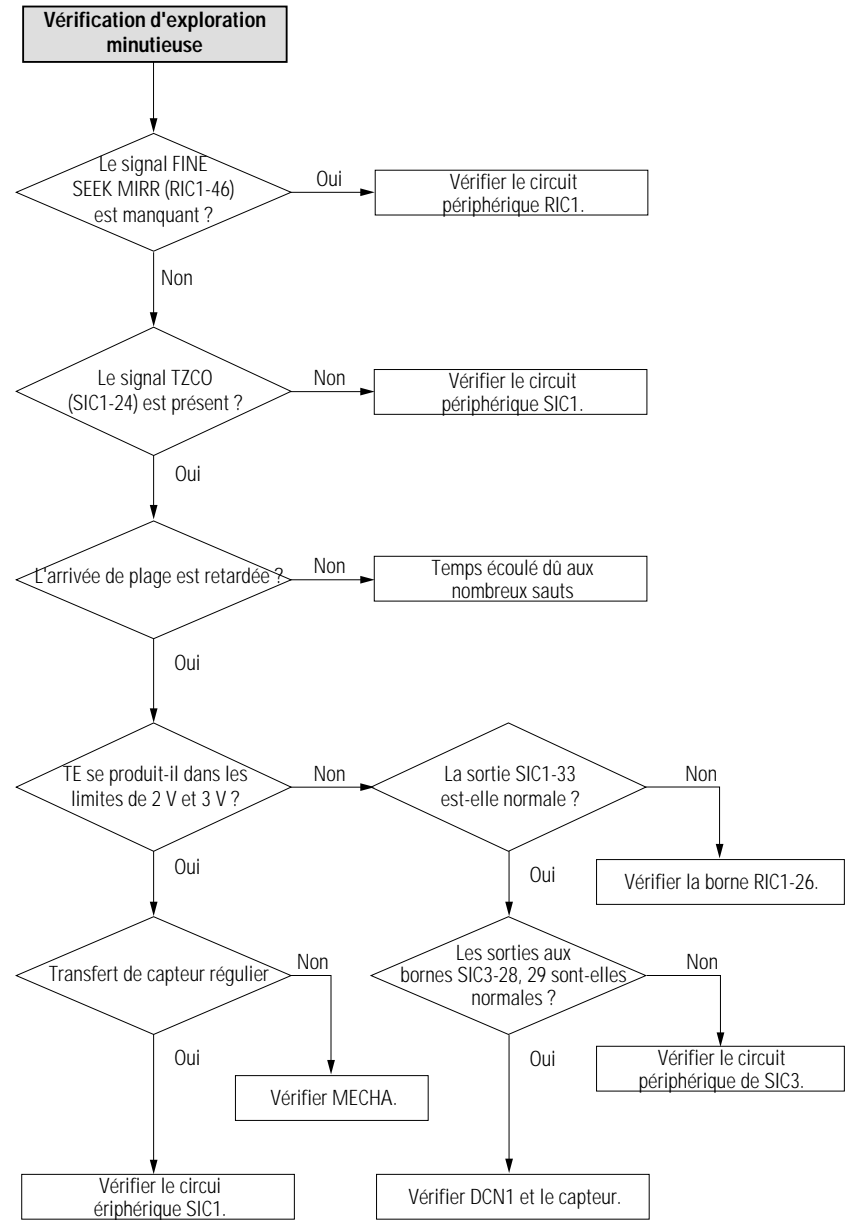 Vérification d'exploration
minutieuse
Le signal FINE
SEEK MIRR (RIC1-46)
est manquant ?
Oui
Vérifier le circuit
périphérique RIC1.
Non
Le signal TZCO
(SIC1-24) est présent ?
Non
Vérifier le circuit
périphérique SIC1.
Oui
L'arrivée de plage est retardée ?
Non
Temps écoulé dû aux
nombreux sauts
Oui
TE se produit-il dans les
limites de 2 V et 3 V ?
Non
La sortie SIC1-33
est-elle normale ?
Non
Vérifier la borne RIC1-26.
Oui
Oui
Transfert de capteur régulier
Non
Vérifier MECHA.
Les sorties aux
bornes SIC3-28, 29 sont-elles
normales ?
Non
Vérifier le circuit
périphérique de SIC3.
Oui
Oui
Vérifier le circui
ériphérique SIC1.
Vérifier DCN1 et le capteur.